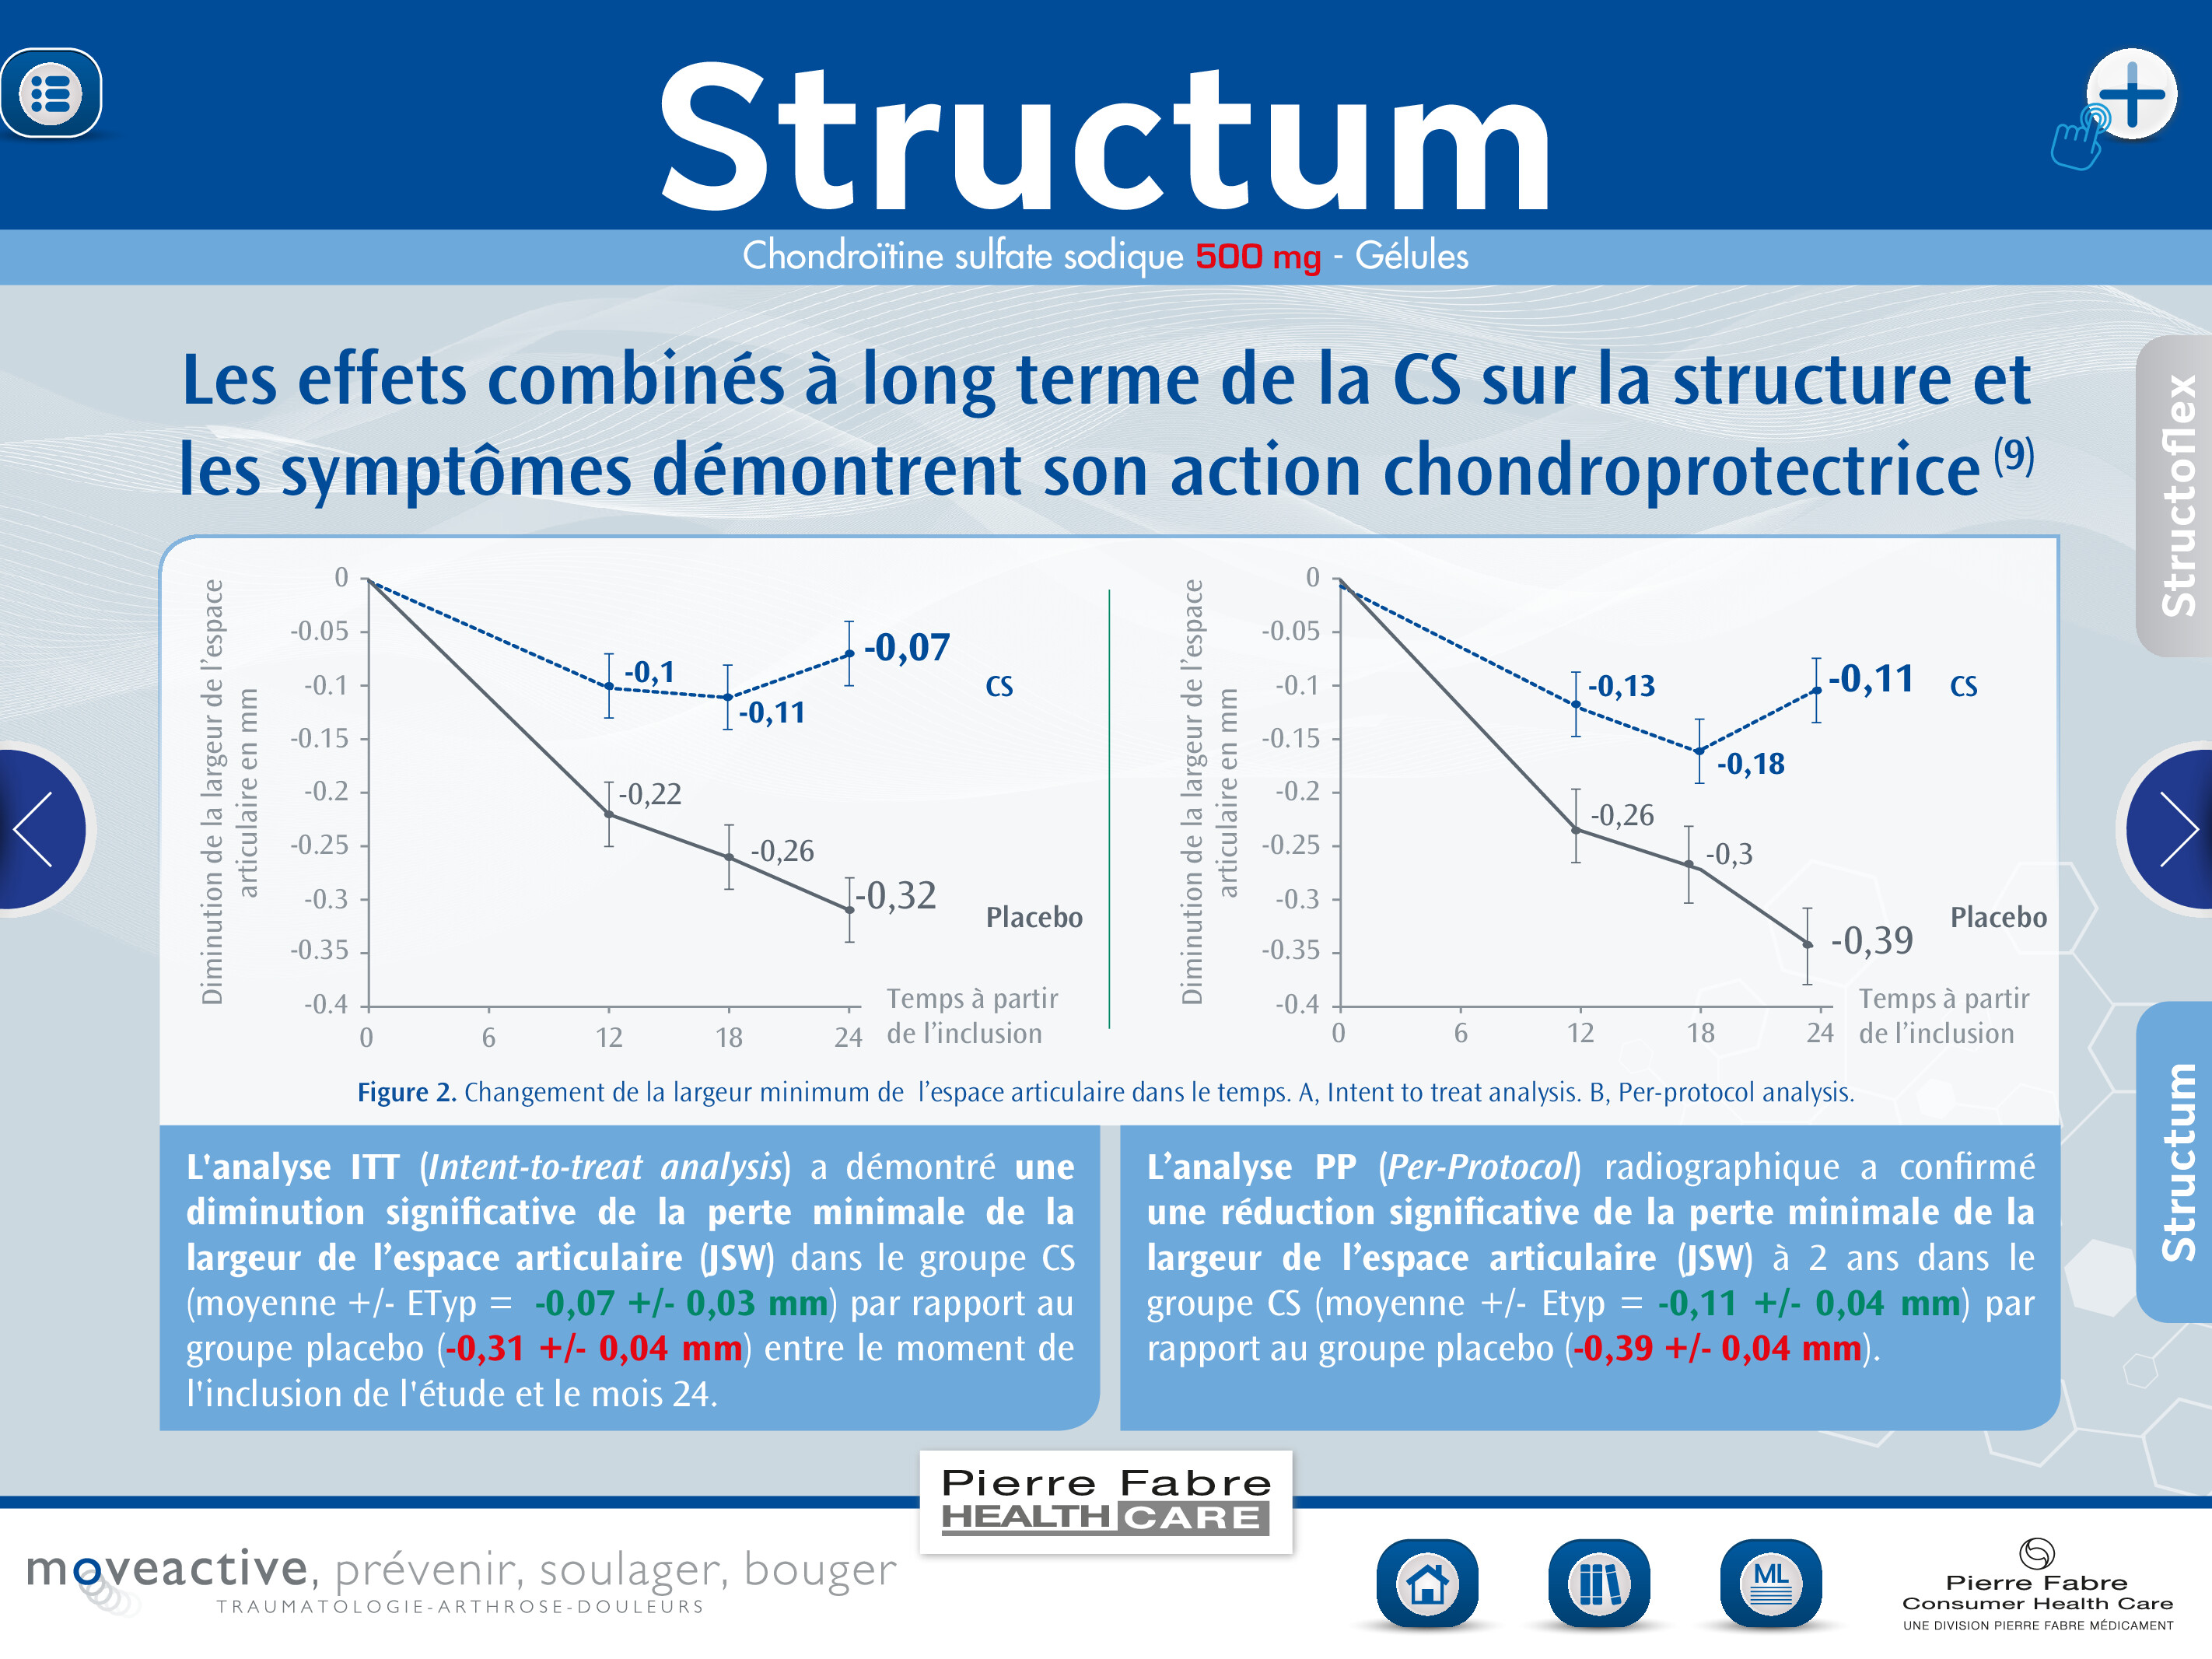 Structum
Chondroïtine sulfate sodique 500 mg - Gélules
Les effets combinés à long terme de la CS sur la structure et
les symptômes démontrent son action chondroprotectrice (9)
Diminution de la largeur de l'espace
articulaire en mm
0
-0.05
-0.1
-0.15
-0.2
-0.25
-0.3
-0.35
-0.4
0 6 12 18 24
-0,1
-0,11
-0,07
CS
-0,22
-0,26
-0,32
Placebo
Temps à partir
de l'inclusion
Diminution de la largeur de l'espace
articulaire en mm
0
-0.05
-0.1
-0.15
-0.2
-0.25
-0.3
-0.35
-0.4
0 6 12 18 24
-0,13
-0,18
-0,11
CS
-0,26
-0,3
-0,39
Placebo
Temps à partir
de l'inclusion
Figure 2. Changement de la largeur minimum de l'espace articulaire dans le temps. A, Intent to treat analysis. B, Per-protocol analysis.
L'analyse ITT (Intent-to-treat analysis) a démontré une
diminution significative de la perte minimale de la
largeur de l'espace articulaire (JSW) dans le groupe CS
(moyenne +/- ETyp = -0,07 +/- 0,03 mm) par rapport au
groupe placebo (-0,31 +/- 0,04 mm) entre le moment de
l'inclusion de l'étude et le mois 24.
L'analyse PP (Per-Protocol) radiographique a confirmé
une réduction significative de la perte minimale de la
largeur de l'espace articulaire (JSW) à 2 ans dans le
groupe CS (moyenne +/- Etyp = -0,11 +/- 0,04 mm) par
rapport au groupe placebo (-0,39 +/- 0,04 mm).
Structoflex
Structum
Pierre Fabre
HEALTH CARE
moveactive, prévenir, soulager, bouger
TRAUMATOLOGIE-ARTHROSE-DOULEURS
ML
Pierre Fabre
Consumer Health Care
UNE DIVISION PIERRE FABRE MÉDICAMENT